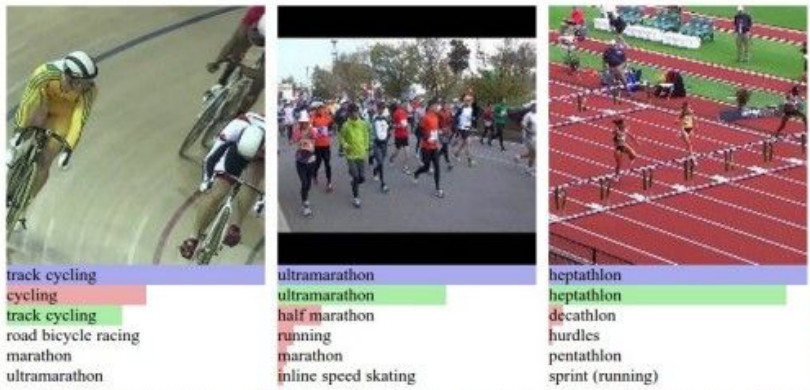 track cycling
cycling
track cycling
road bicycle racing
marathon
ultramarathon
ultramarathon
ultramarathon
half marathon
running
marathon
inline speed skating
heptathlon
heptathlon
decathlon
hurdles
pentathlon
sprint (running)